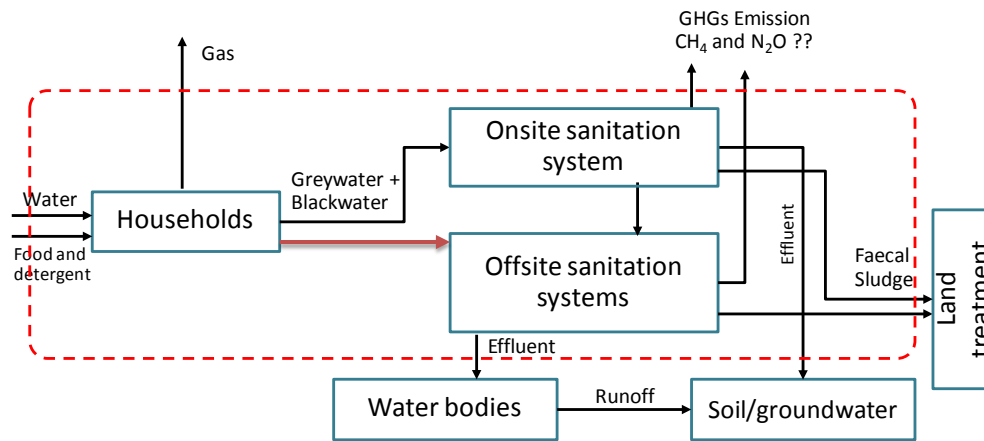 GHGs Emission
CH₄ and N₂O ??
Gas
Onsite sanitation
system
Greywater +
Blackwater
Water
Households
Food and
detergent
Offsite sanitation
systems
Effluent
Faecal
Sludge
Land
treatment
Effluent
Water bodies
Runoff
Soil/groundwater